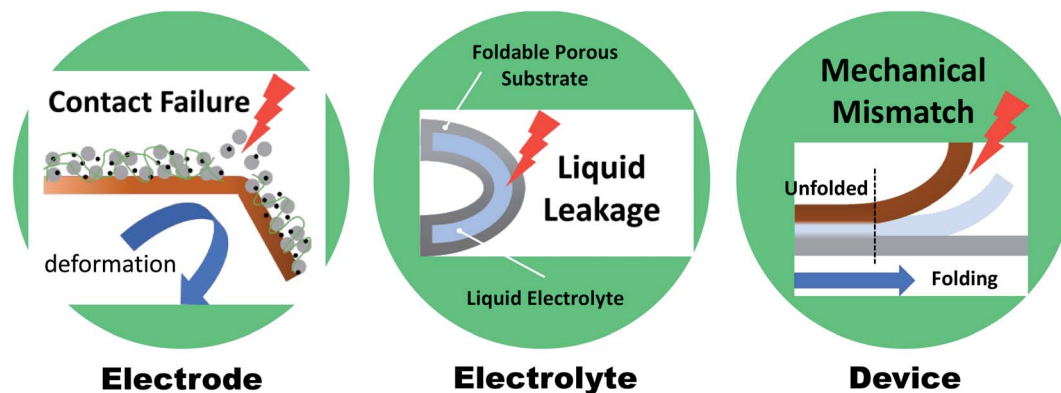 Contact Failure
deformation
Electrode
Foldable Porous
Substrate
Liquid
Leakage
Liquid Electrolyte
Electrolyte
Mechanical
Mismatch
Unfolded
Folding
Device